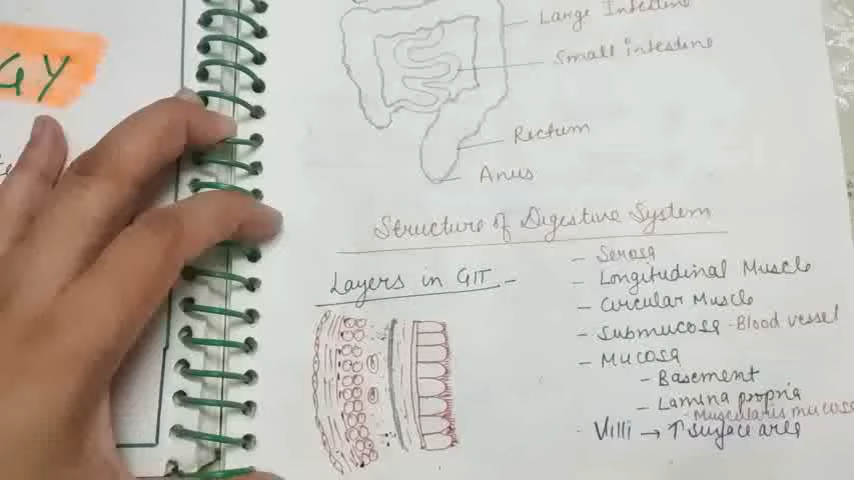 GY
Large Intestine
Small intestine
Rectum
Anus
Structure of Digestive System
Layers in GIT -
- Serosa
- Longitudinal Muscle
- Circular Muscle
- Submucosa - Blood vessel
- Mucosa
- Basement
- Lamina propria
- Muscularis mucosa
Villi → ↑ surface area